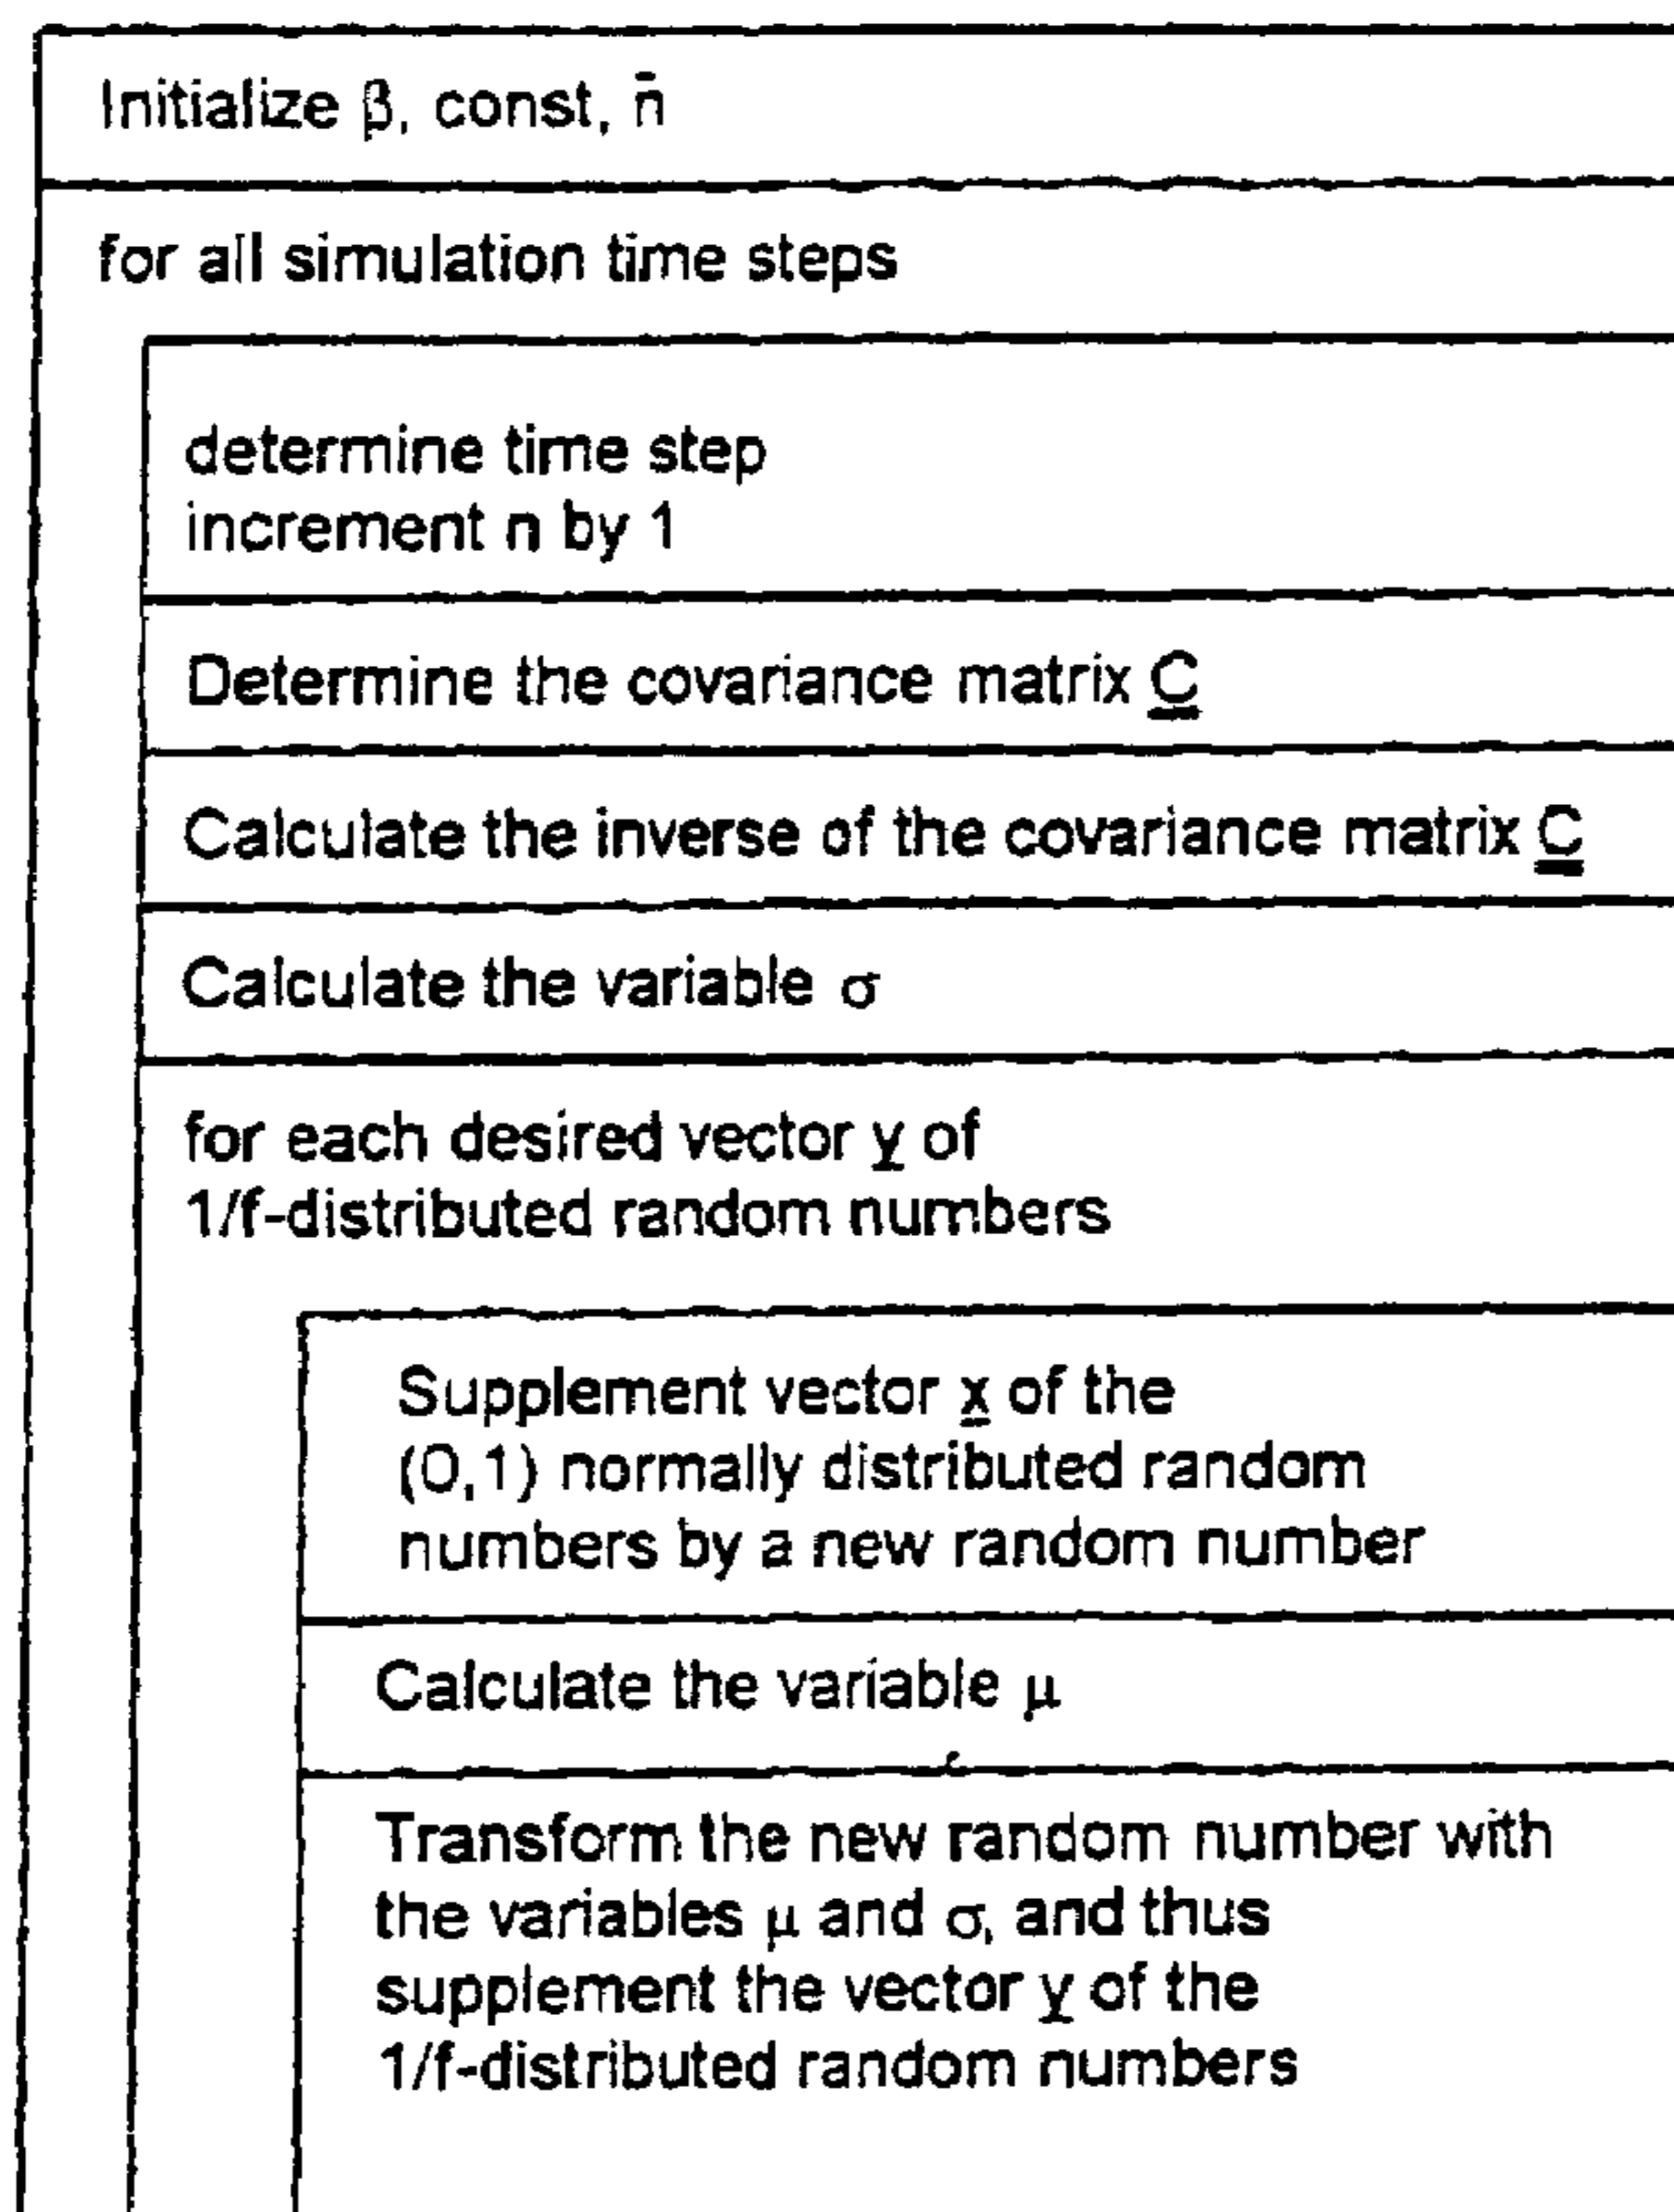 Initialize β, const, n̄
for all simulation time steps
determine time step
increment n by 1
Determine the covariance matrix C
Calculate the inverse of the covariance matrix C
Calculate the variable σ
for each desired vector y of
1/f-distributed random numbers
Supplement vector x of the
(0,1) normally distributed random
numbers by a new random number
Calculate the variable μ
Transform the new random number with
the variables μ and σ, and thus
supplement the vector y of the
1/f-distributed random numbers